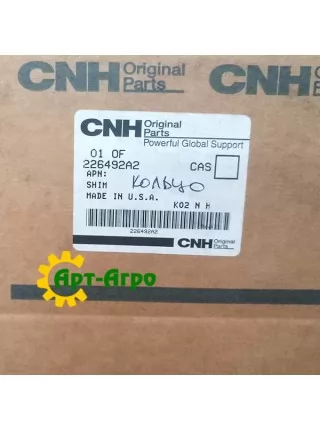 CNH Original
Parts
CNH Original
Parts
Powerful Global Support
01 OF
226492A2
CAS
APN:
SHIM
Кольцо
MADE IN U.S.A.
K02 N H
226492A2
CNH Original
Parts
Арт-Агро